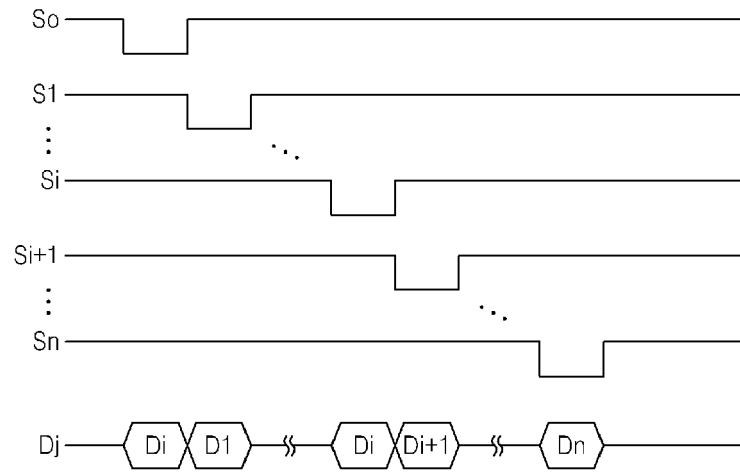 So
S1
Si
Si+1
Sn
Dj Di D1 Di Di+1 Dn